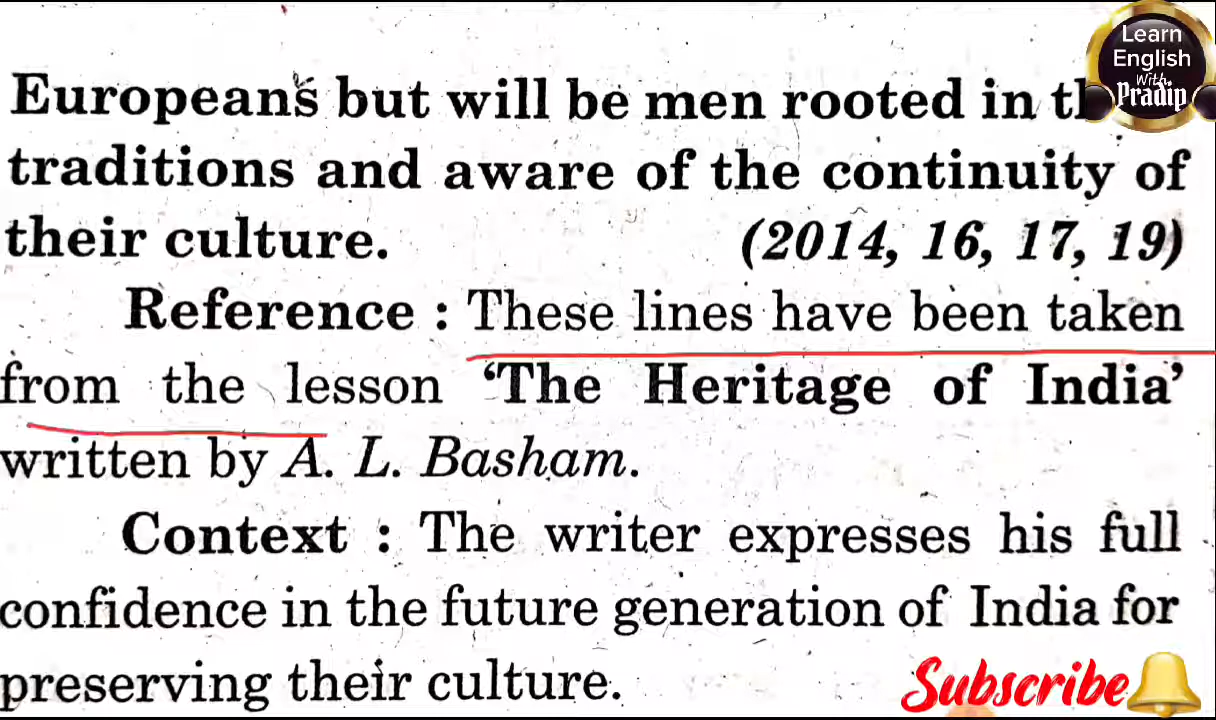 Europeans but will be men rooted in
traditions and aware of the continuity of
their culture. (2014, 16, 17, 19)
Reference : These lines have been taken
from the lesson ‘The Heritage of India’
written by A. L. Basham.
Context : The writer expresses his full
confidence in the future generation of India for
preserving their culture.
Learn
English
With
Pradip
Subscribe